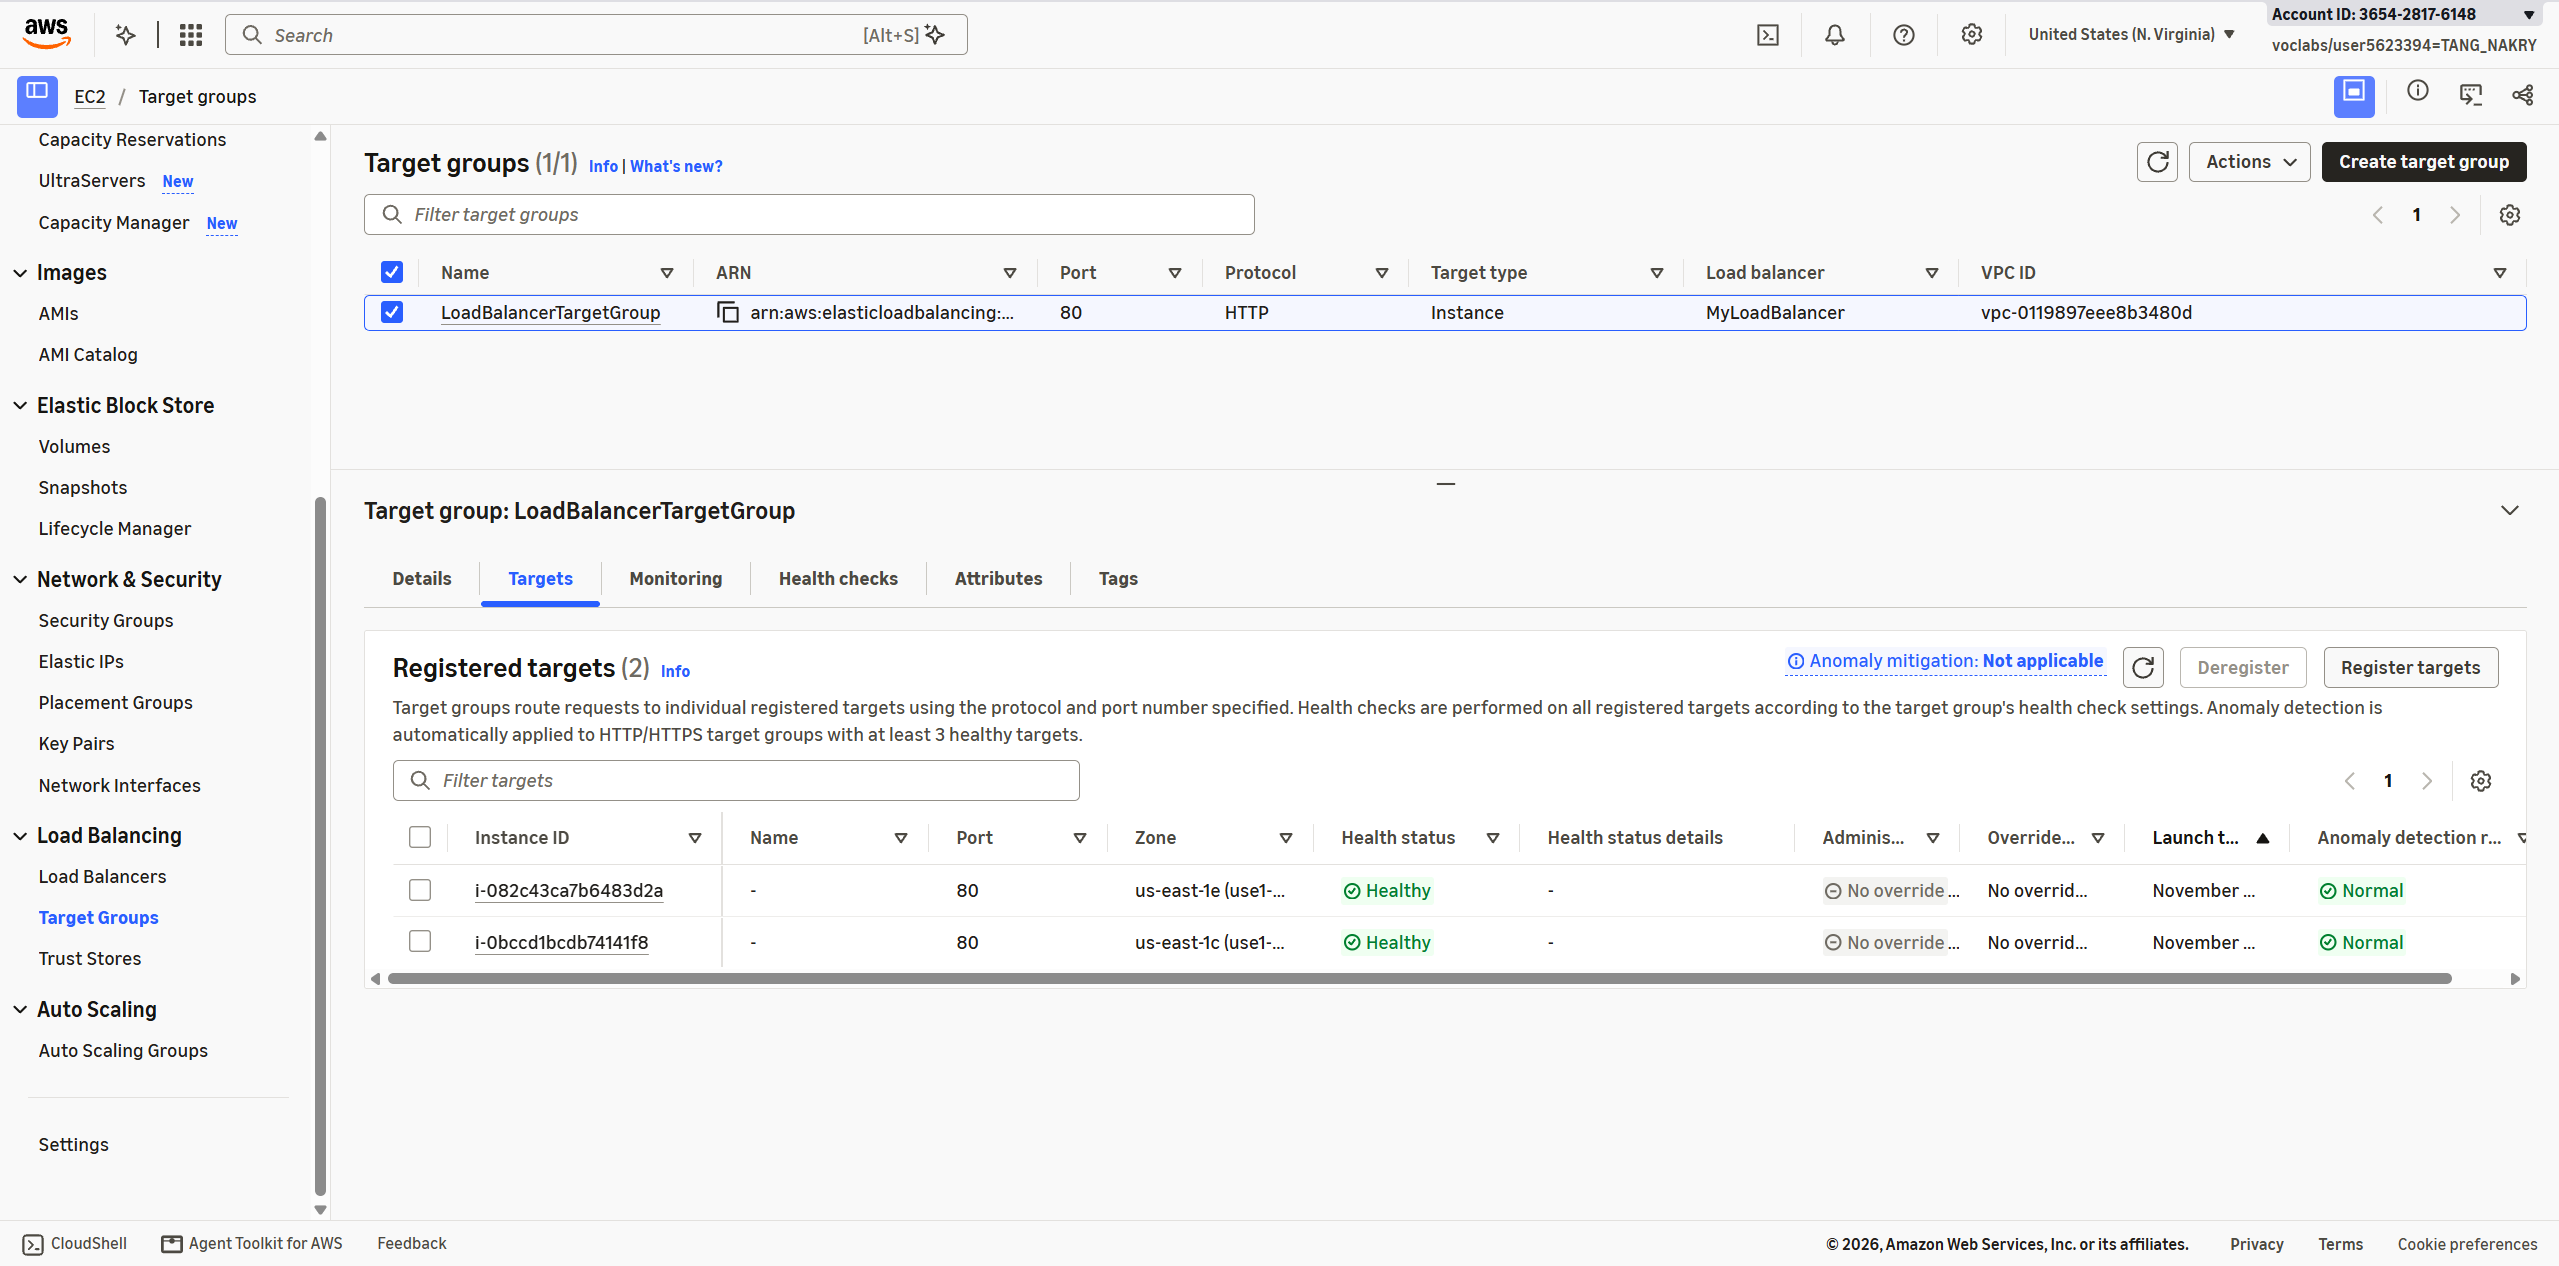 aws
Search [Alt+S]
United States (N. Virginia)
Account ID: 3654-2817-6148
voclabs/user5623394=TANG_NAKRY
EC2 / Target groups
Capacity Reservations
UltraServers New
Capacity Manager New
Images
AMIs
AMI Catalog
Elastic Block Store
Volumes
Snapshots
Lifecycle Manager
Network & Security
Security Groups
Elastic IPs
Placement Groups
Key Pairs
Network Interfaces
Load Balancing
Load Balancers
Target Groups
Trust Stores
Auto Scaling
Auto Scaling Groups
Settings
Target groups (1/1) Info | What's new?
Actions
Create target group
Filter target groups
1
Name ARN Port Protocol Target type Load balancer VPC ID
LoadBalancerTargetGroup arn:aws:elasticloadbalancing:... 80 HTTP Instance MyLoadBalancer vpc-0119897eee8b3480d
Target group: LoadBalancerTargetGroup
Details Targets Monitoring Health checks Attributes Tags
Registered targets (2) Info
Anomaly mitigation: Not applicable
Deregister
Register targets
Target groups route requests to individual registered targets using the protocol and port number specified. Health checks are performed on all registered targets according to the target group's health check settings. Anomaly detection is
automatically applied to HTTP/HTTPS target groups with at least 3 healthy targets.
Filter targets
1
Instance ID Name Port Zone Health status Health status details Adminis... Override... Launch t... Anomaly detection r...
i-082c43ca7b6483d2a - 80 us-east-1e (use1-... Healthy - No override ... No overrid... November ... Normal
i-0bccd1bcdb74141f8 - 80 us-east-1c (use1-... Healthy - No override ... No overrid... November ... Normal
CloudShell Agent Toolkit for AWS Feedback
© 2026, Amazon Web Services, Inc. or its affiliates. Privacy Terms Cookie preferences